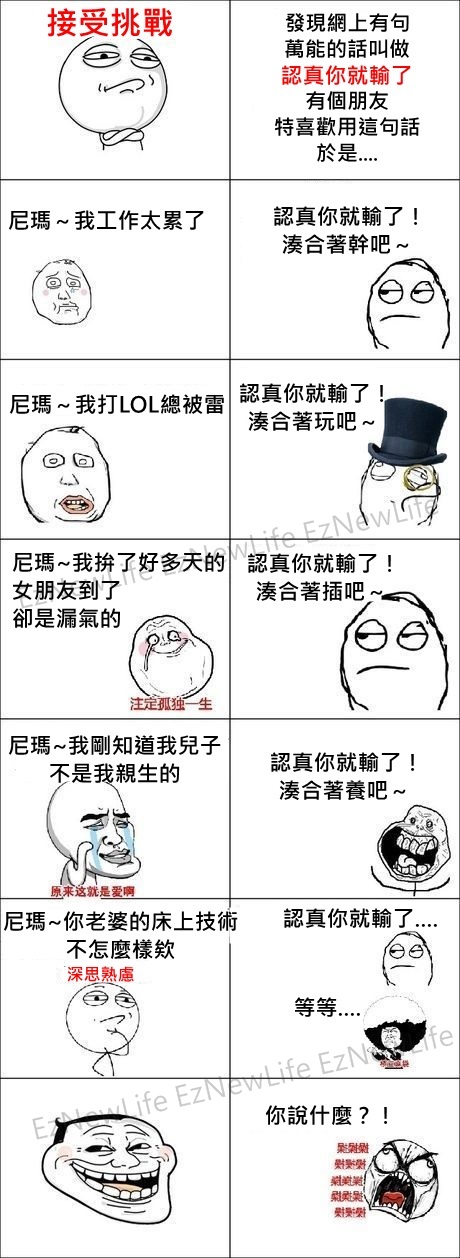 接受挑戰
發現網上有句
萬能的話叫做
認真你就輸了
有個朋友
特喜歡用這句話
於是....
尼瑪～我工作太累了
認真你就輸了！
湊合著幹吧～
尼瑪～我打LOL總被雷
認真你就輸了！
湊合著玩吧～
尼瑪~我拚了好多天的
女朋友到了
卻是漏氣的
注定孤独一生
認真你就輸了！
湊合著插吧～
EzNewLife EzNewLife EzNewLife
尼瑪~我剛知道我兒子
不是我親生的
原来这就是爱啊
認真你就輸了！
湊合著養吧～
尼瑪~你老婆的床上技術
不怎麼樣欸
深思熟慮
認真你就輸了....
等等....
EzNewLife EzNewLife EzNewLife
你說什麼？！